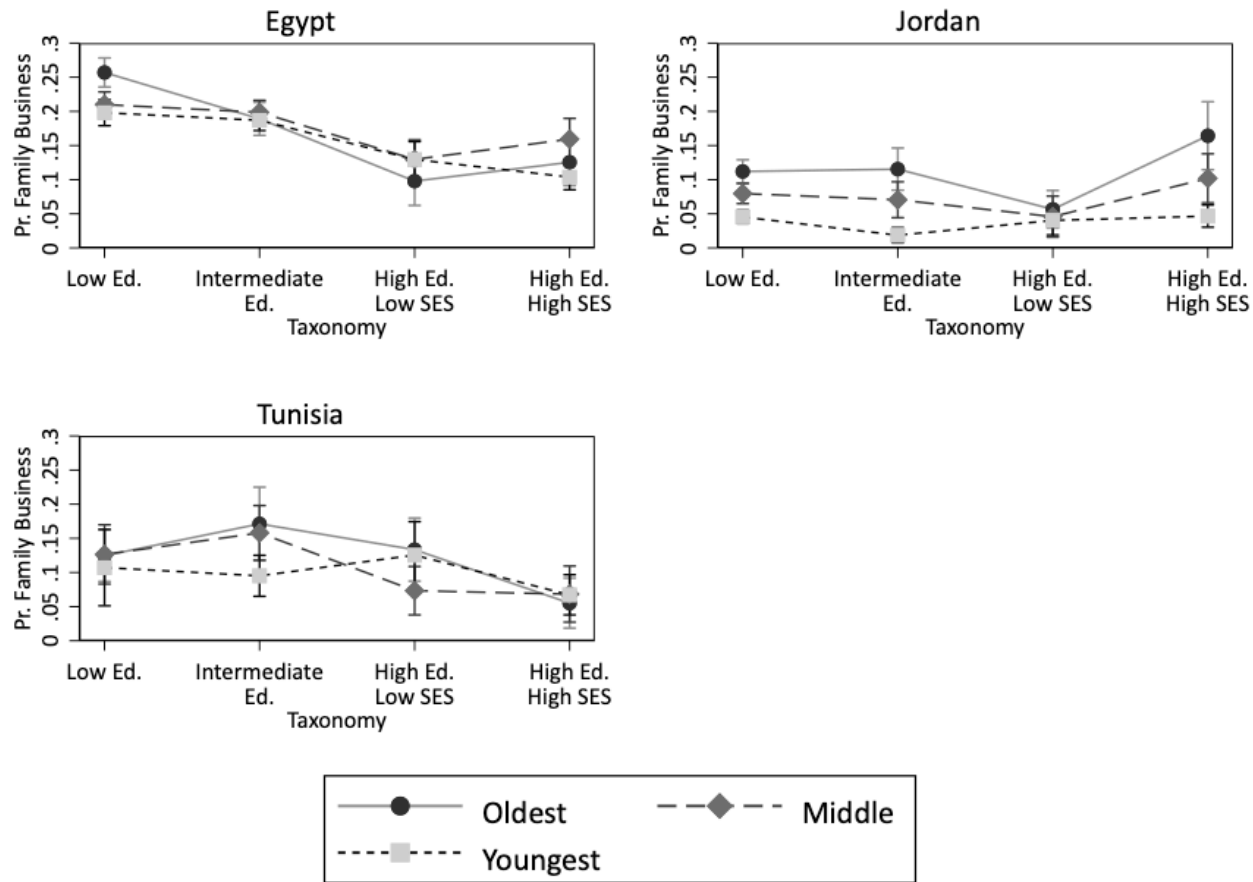 Egypt
Pr. Family Business
0 .05 .1 .15 .2 .25 .3
Low Ed. Intermediate Ed. High Ed. Low SES High Ed. High SES
Taxonomy
Jordan
Pr. Family Business
0 .05 .1 .15 .2 .25 .3
Low Ed. Intermediate Ed. High Ed. Low SES High Ed. High SES
Taxonomy
Tunisia
Pr. Family Business
0 .05 .1 .15 .2 .25 .3
Low Ed. Intermediate Ed. High Ed. Low SES High Ed. High SES
Taxonomy
Oldest Middle
Youngest